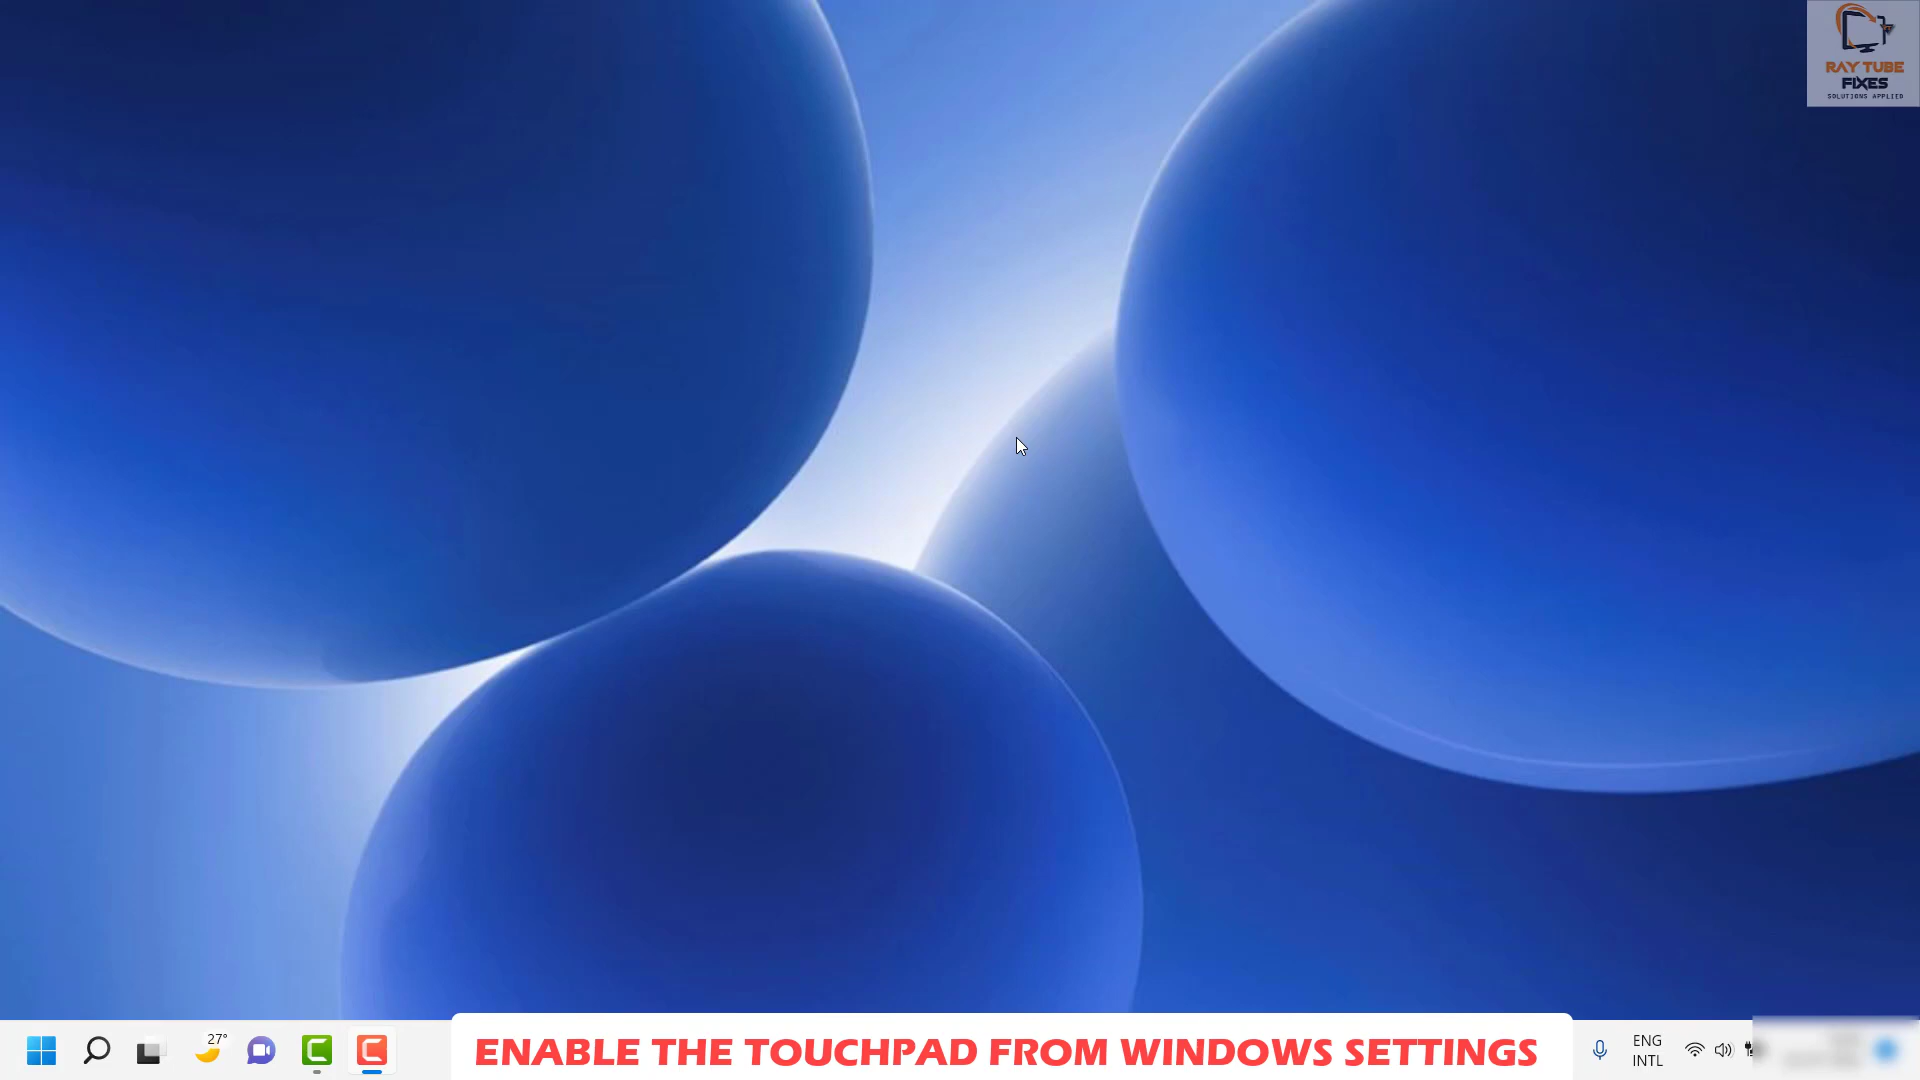 RAY TUBE
FIXES
SOLUTIONS APPLIED
27°
ENABLE THE TOUCHPAD FROM WINDOWS SETTINGS
ENG
INTL